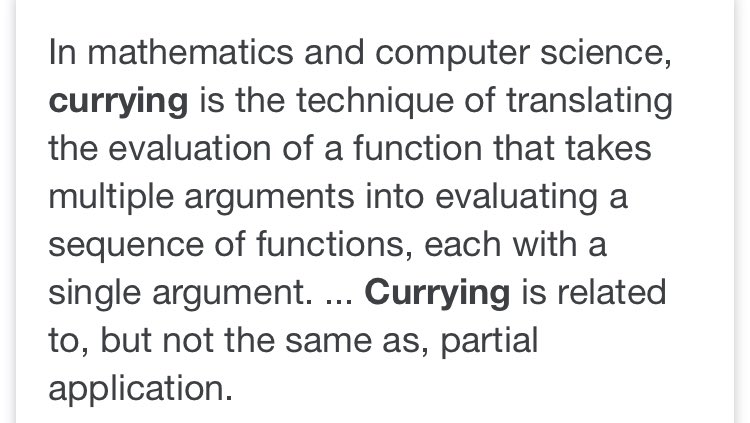 In mathematics and computer science,
currying is the technique of translating
the evaluation of a function that takes
multiple arguments into evaluating a
sequence of functions, each with a
single argument. ... Currying is related
to, but not the same as, partial
application.